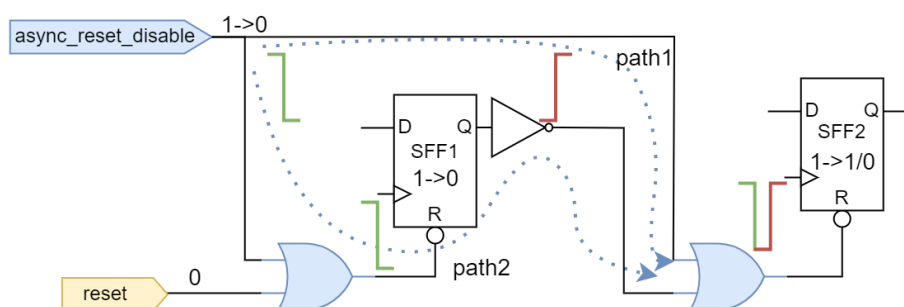 1->0
async_reset_disable
path1
D
Q
SFF1
1->0
R
D
Q
SFF2
1->1/0
R
path2
0
reset